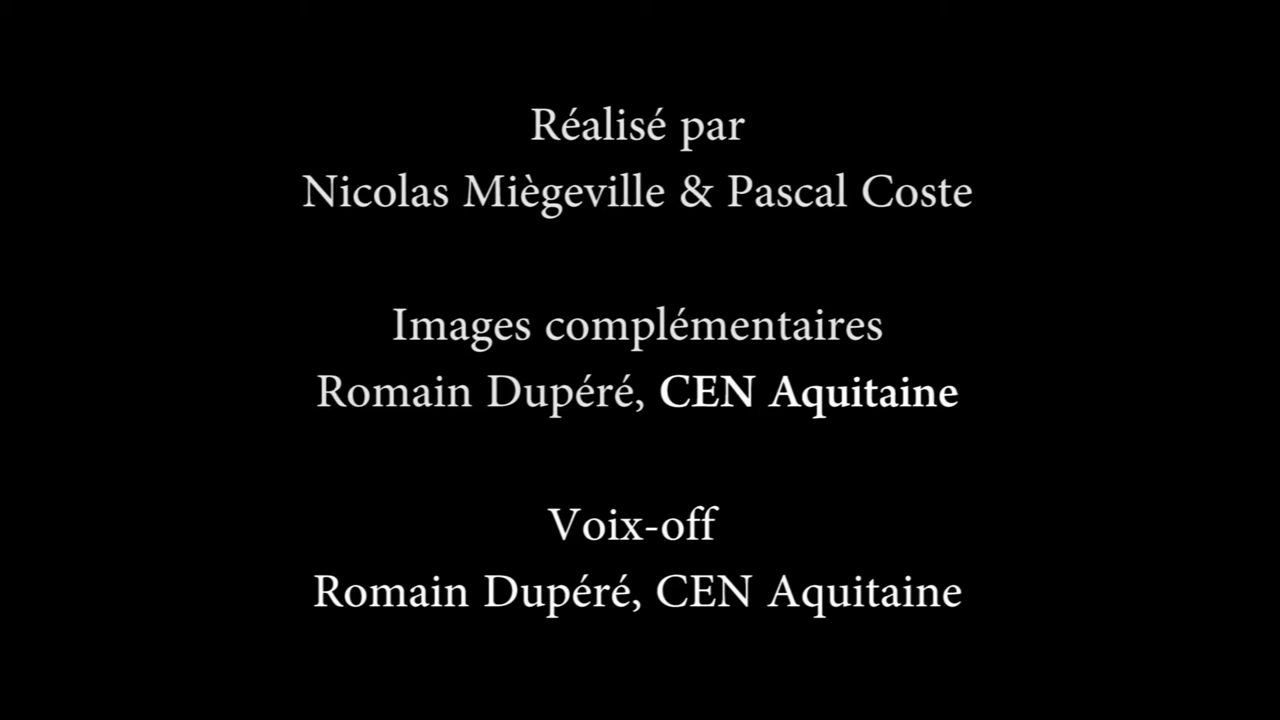 Réalisé par
Nicolas Miègeville & Pascal Coste
Images complémentaires
Romain Dupéré, CEN Aquitaine
Voix-off
Romain Dupéré, CEN Aquitaine